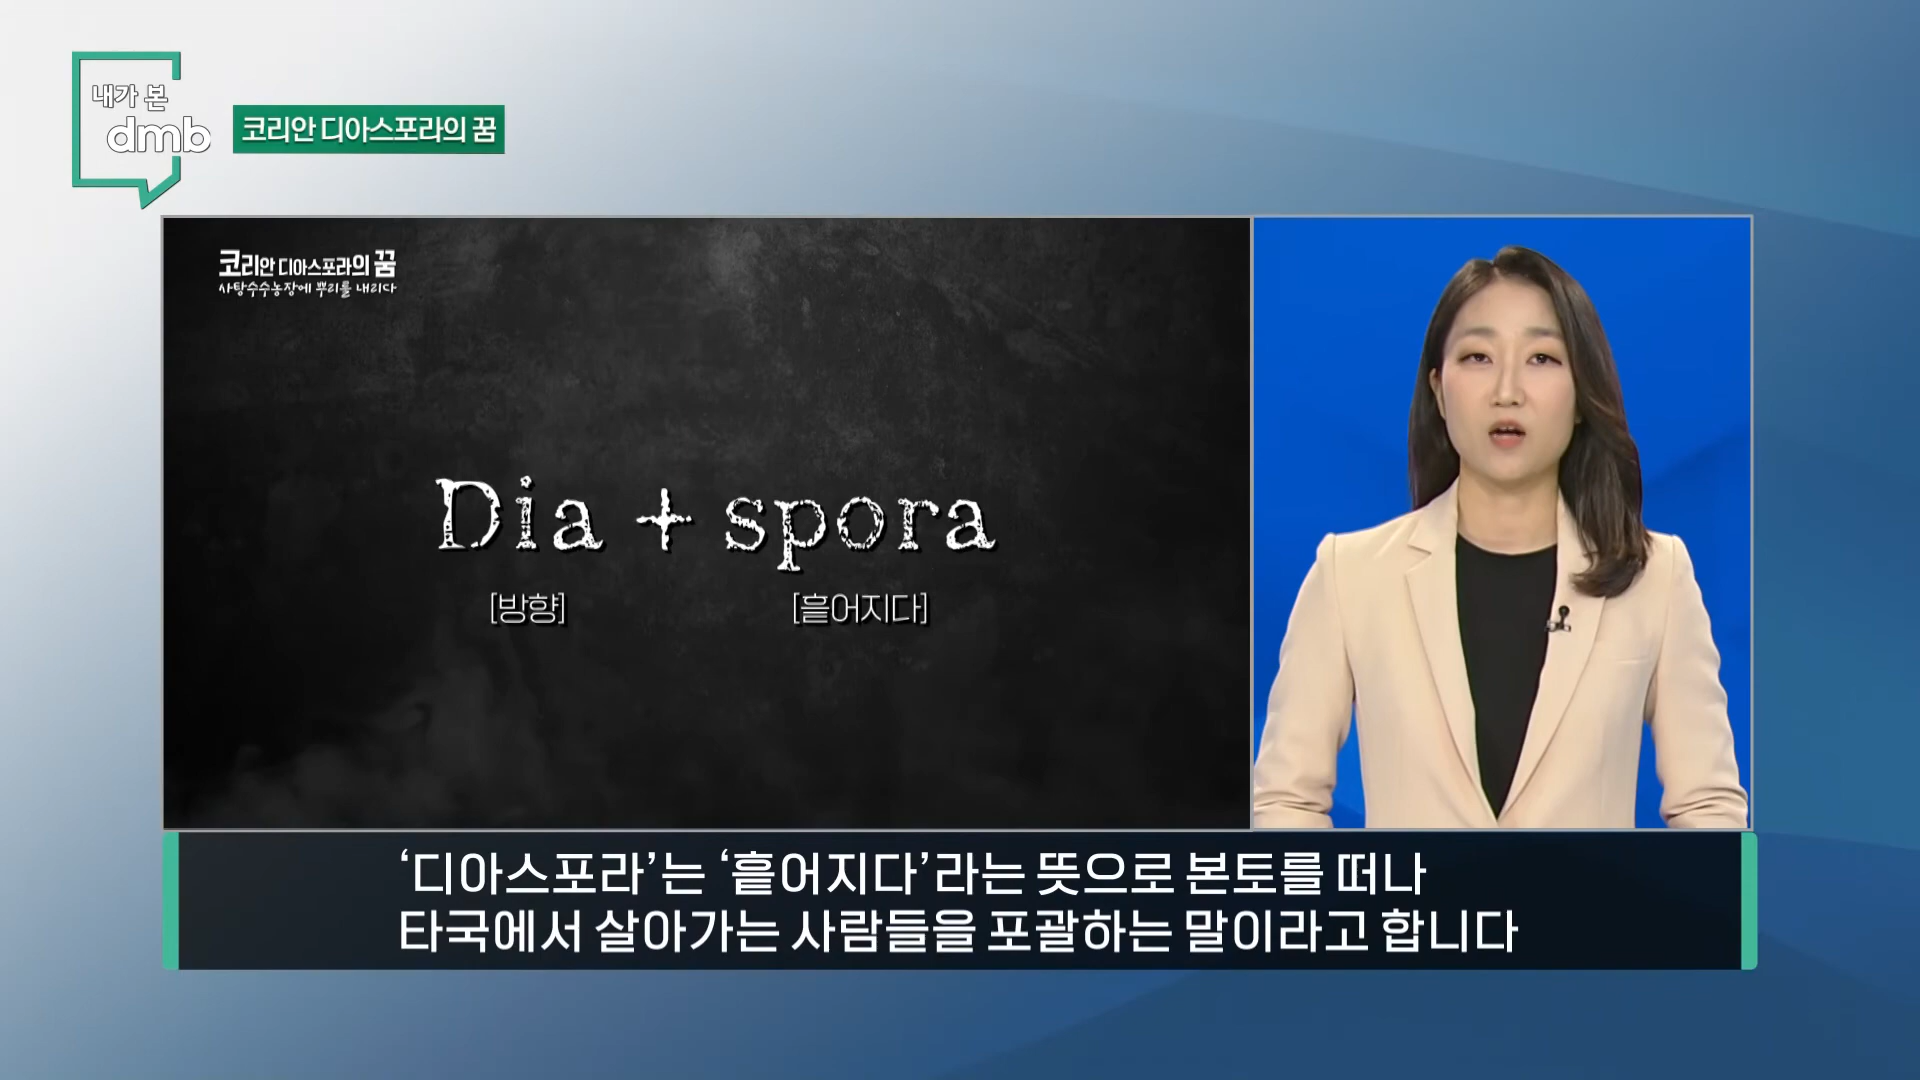 내가 본
dmb
코리안 디아스포라의 꿈
코리안 디아스포라의 꿈
사탕수수농장에 뿌리를 내리다
Dia + spora
[방향] [흩어지다]
‘디아스포라’는 ‘흩어지다’라는 뜻으로 본토를 떠나
타국에서 살아가는 사람들을 포괄하는 말이라고 합니다